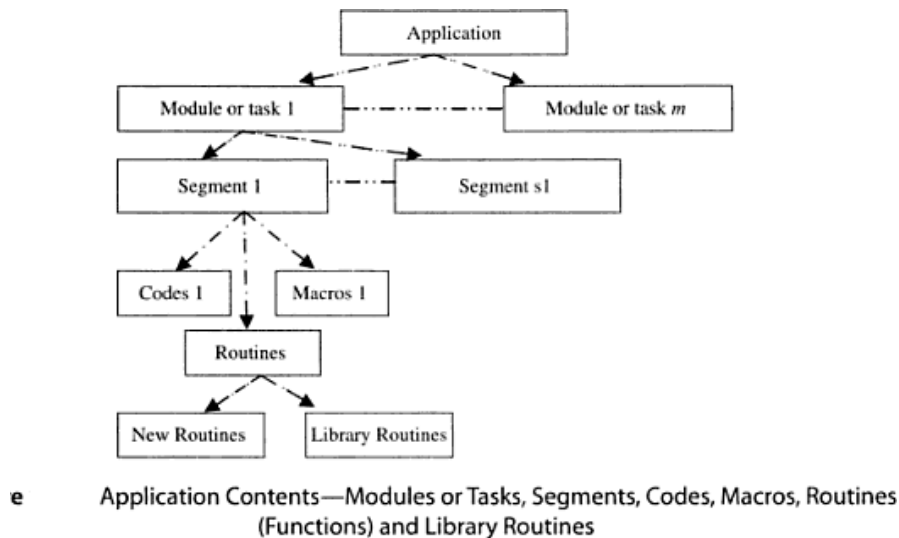 Application
Module or task 1
Module or task m
Segment 1
Segment s1
Codes 1
Macros 1
Routines
New Routines
Library Routines
e Application Contents—Modules or Tasks, Segments, Codes, Macros, Routines
(Functions) and Library Routines